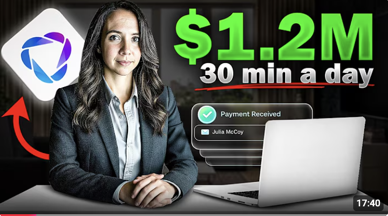 $1.2M
30 min a day
Payment Received
Julia McCoy
17:40